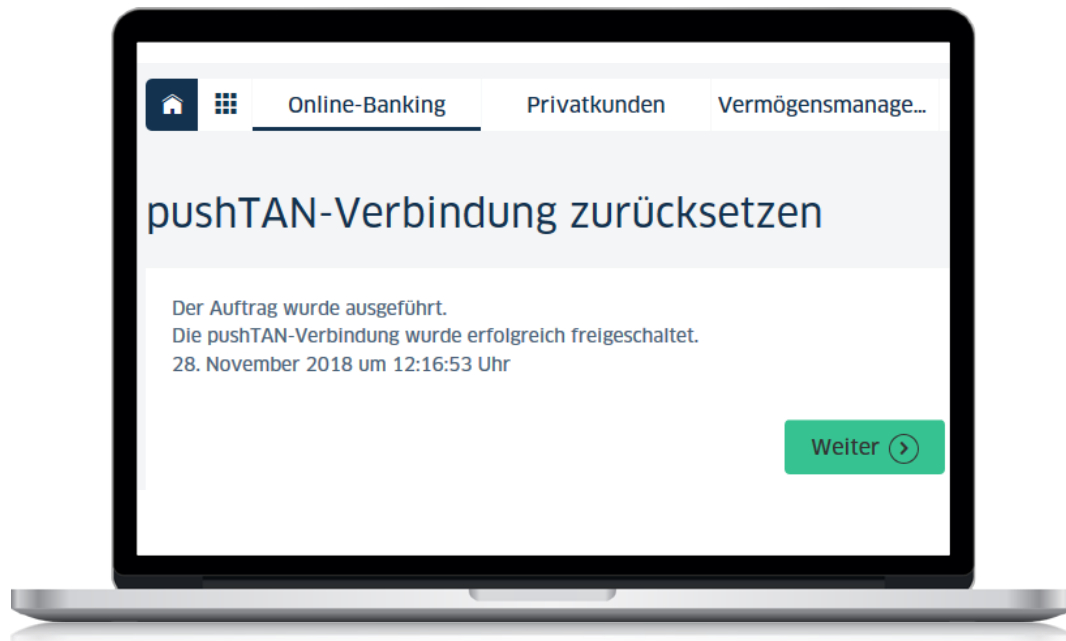 Online-Banking Privatkunden Vermögensmanage...
pushTAN-Verbindung zurücksetzen
Der Auftrag wurde ausgeführt.
Die pushTAN-Verbindung wurde erfolgreich freigeschaltet.
28. November 2018 um 12:16:53 Uhr
Weiter